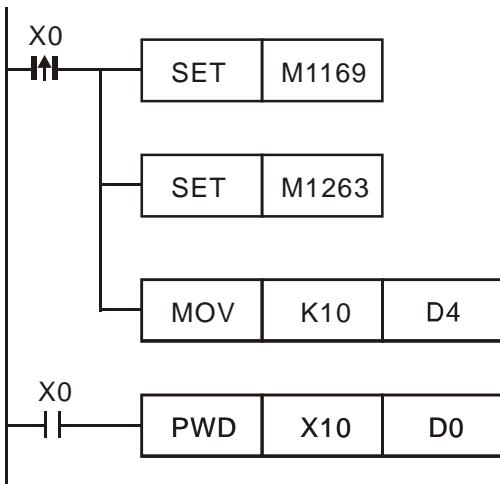 X0
SET M1169
SET M1263
MOV K10 D4
X0
PWD X10 D0